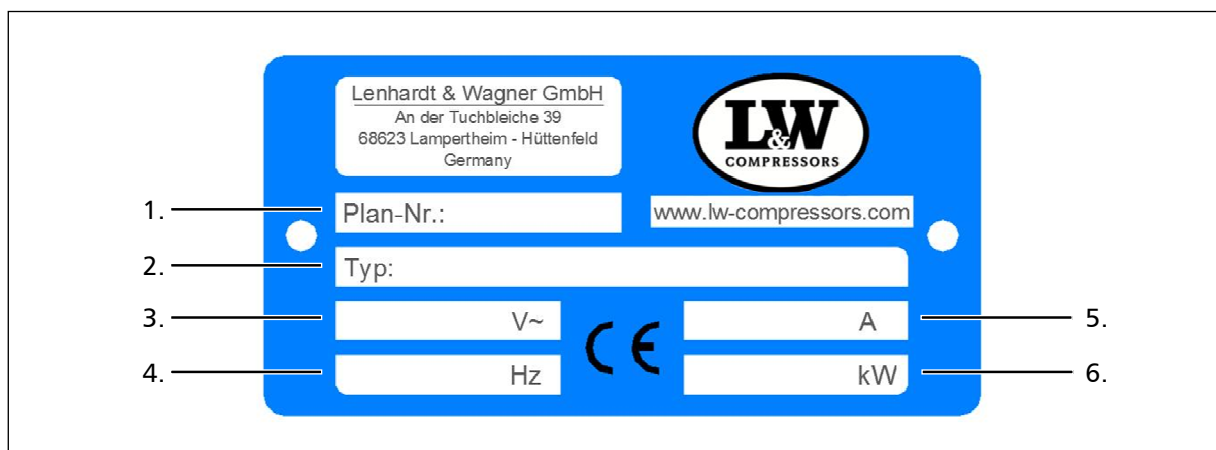 Lenhardt & Wagner GmbH
An der Tuchbleiche 39
68623 Lampertheim - Hüttenfeld
Germany
L&W
COMPRESSORS
1.
Plan-Nr.:
www.lw-compressors.com
2.
Typ:
3.
V~
CE
A
5.
4.
Hz
kW
6.